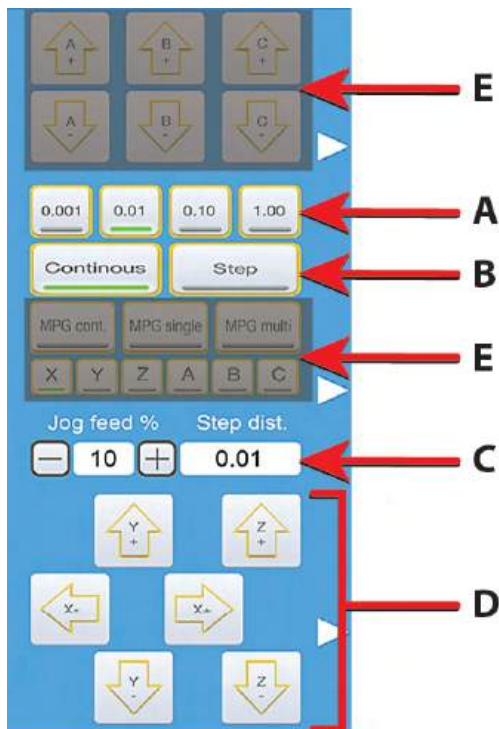 A + B + C +
E
A - B - C -
0.001 0.01 0.10 1.00
A
Continous Step
B
MPG cont. MPG single MPG multi
E
X Y Z A B C
Jog feed % Step dist.
10 0.01
C
Y + Z +
X- X+
D
Y - Z -